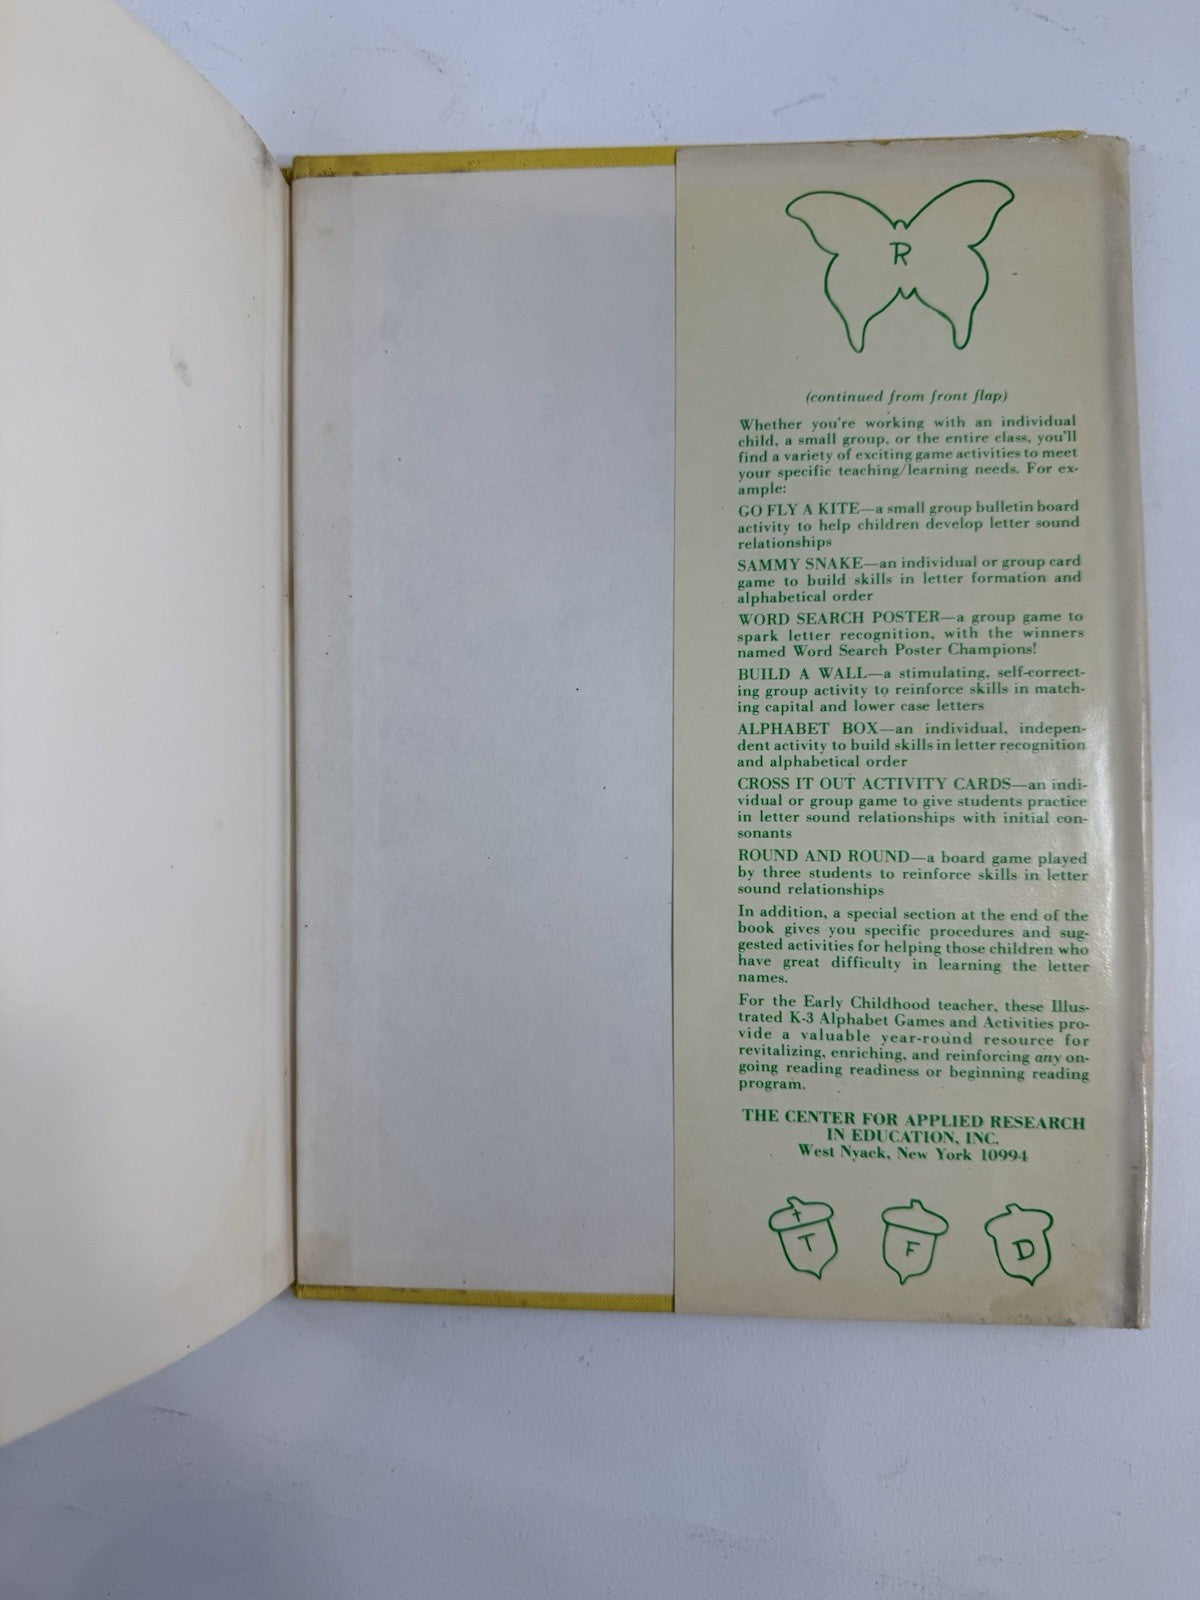 R
(continued from front flap)
Whether you're working with an individual
child, a small group, or the entire class, you'll
find a variety of exciting game activities to meet
your specific teaching/learning needs. For ex-
ample:
GO FLY A KITE—a small group bulletin board
activity to help children develop letter sound
relationships
SAMMY SNAKE—an individual or group card
game to build skills in letter formation and
alphabetical order
WORD SEARCH POSTER—a group game to
spark letter recognition, with the winners
named Word Search Poster Champions!
BUILD A WALL—a stimulating, self-correct-
ing group activity to reinforce skills in match-
ing capital and lower case letters
ALPHABET BOX—an individual, indepen-
dent activity to build skills in letter recognition
and alphabetical order
CROSS IT OUT ACTIVITY CARDS—an indi-
vidual or group game to give students practice
in letter sound relationships with initial con-
sonants
ROUND AND ROUND—a board game played
by three students to reinforce skills in letter
sound relationships
In addition, a special section at the end of the
book gives you specific procedures and sug-
gested activities for helping those children who
have great difficulty in learning the letter
names.
For the Early Childhood teacher, these Illus-
trated K-3 Alphabet Games and Activities pro-
vide a valuable year-round resource for
revitalizing, enriching, and reinforcing any on-
going reading readiness or beginning reading
program.
THE CENTER FOR APPLIED RESEARCH
IN EDUCATION, INC.
West Nyack, New York 10994
t
T F D